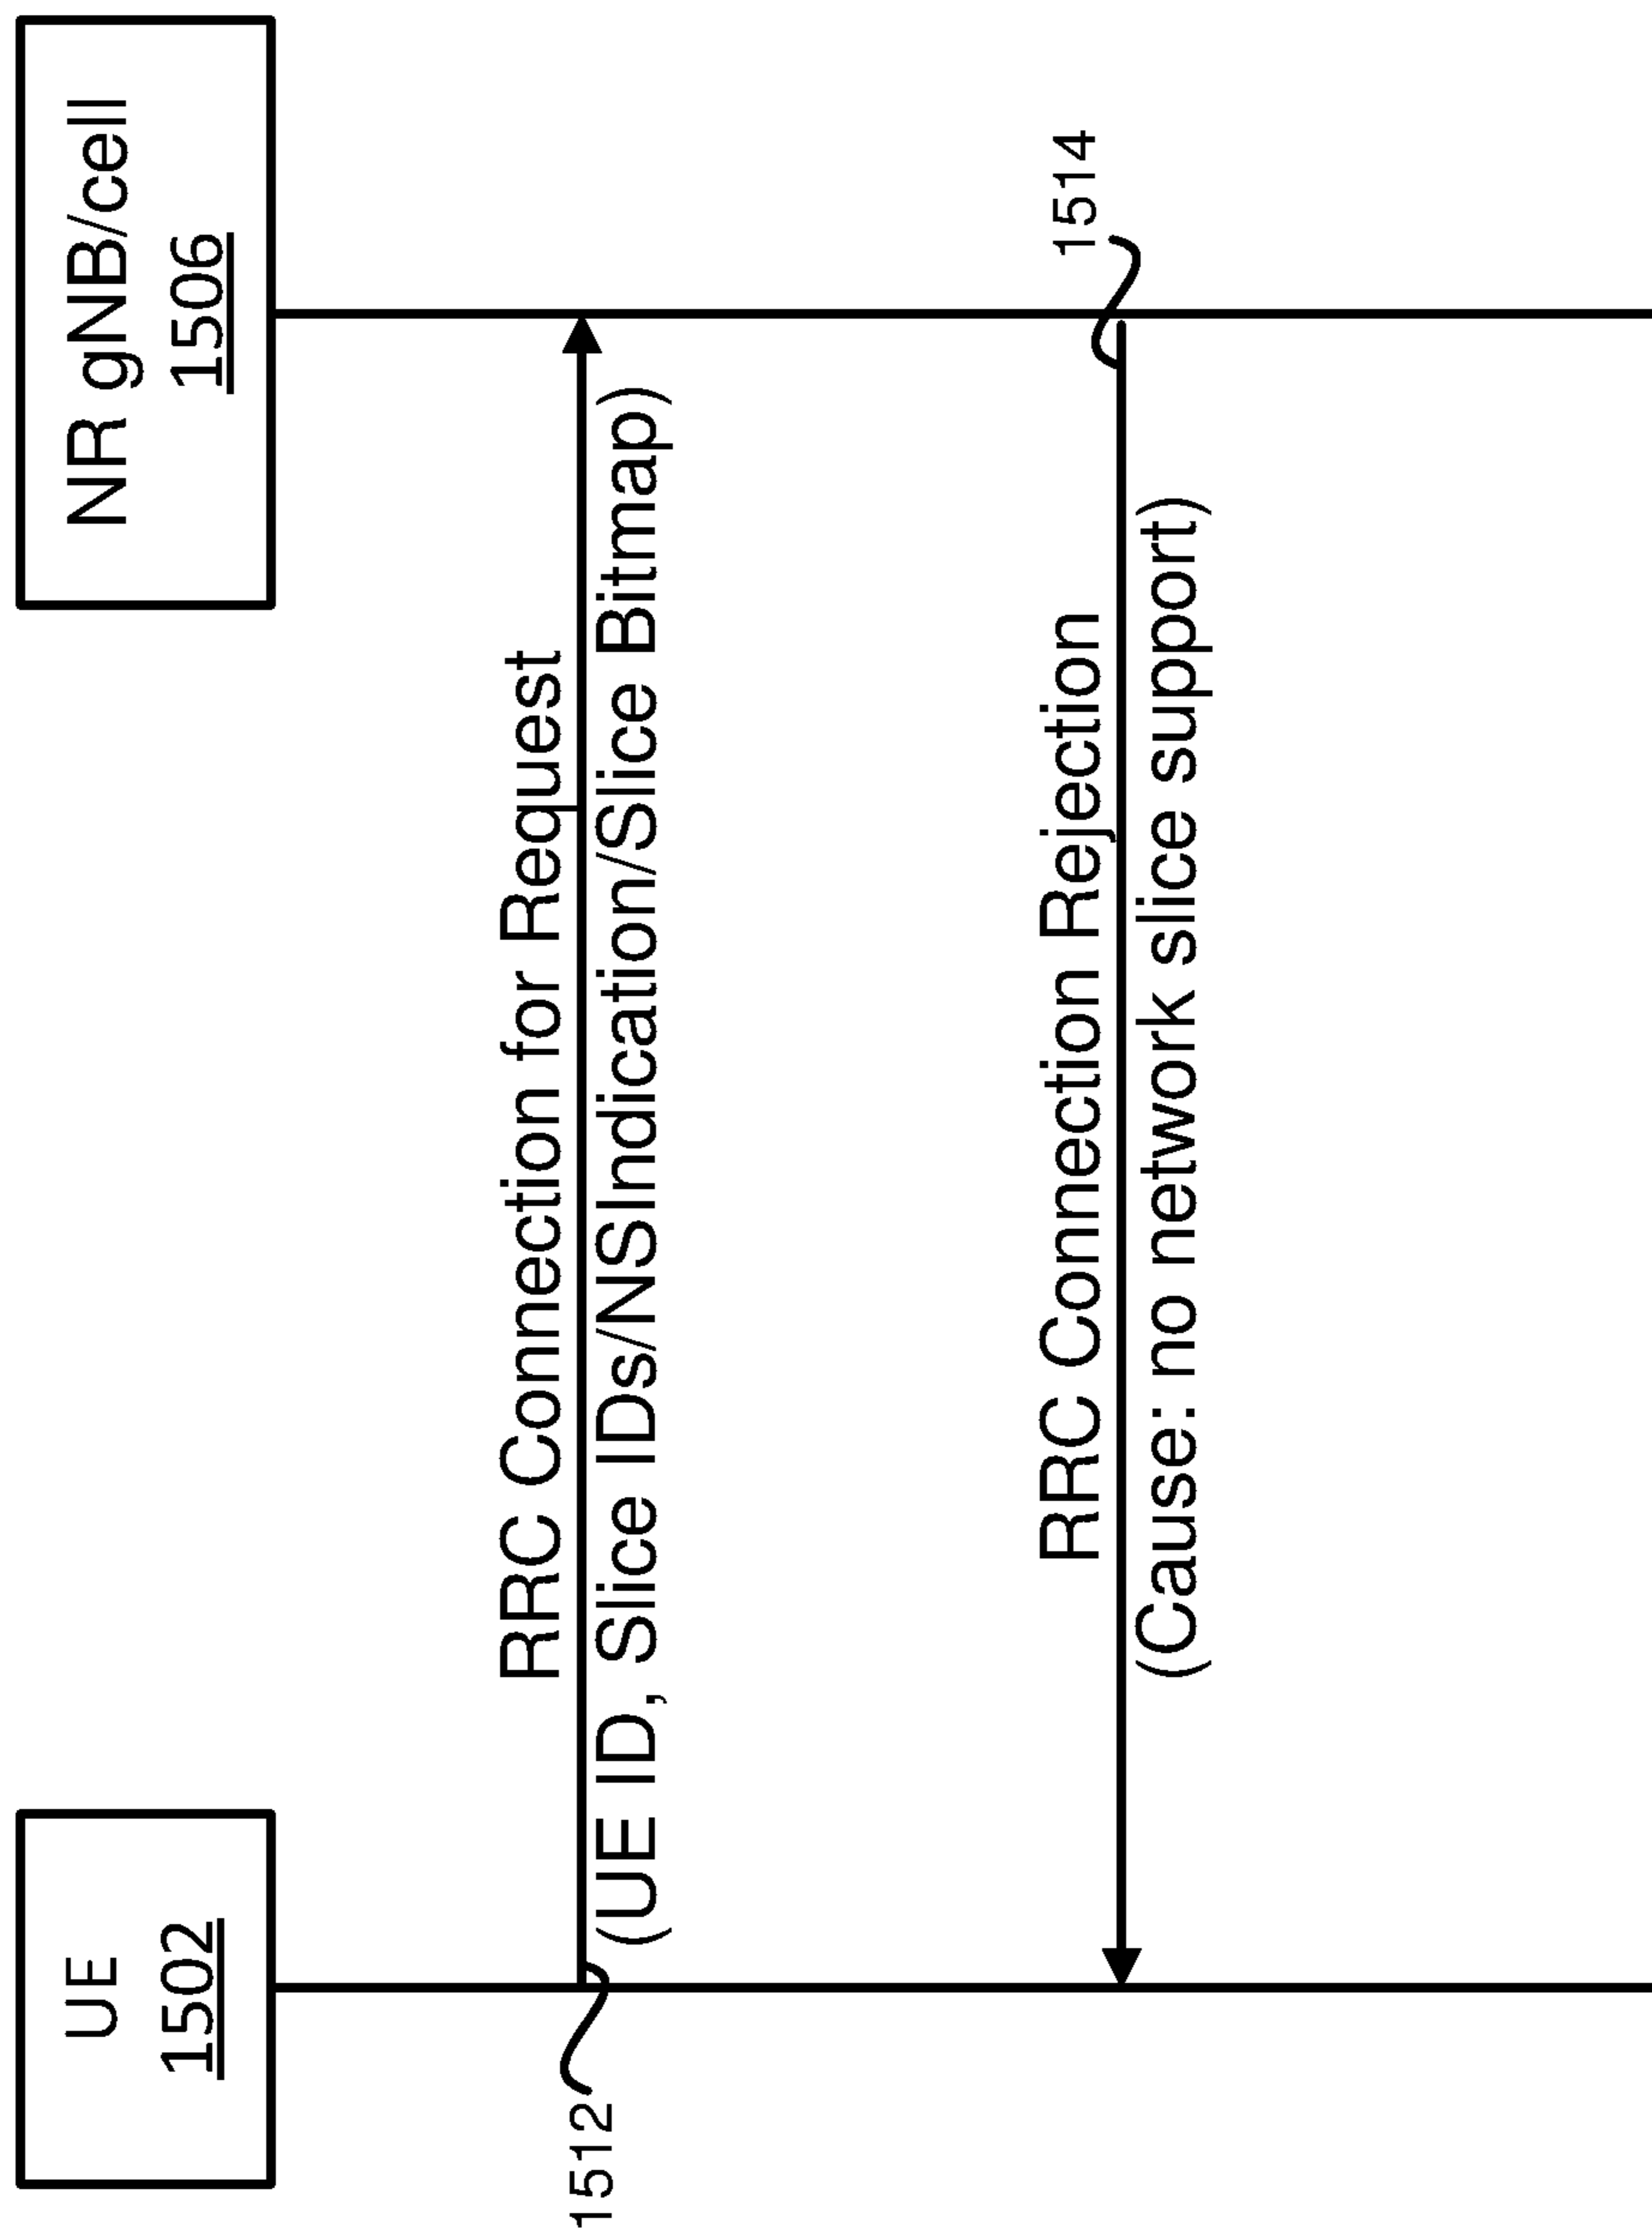 UE
1502
NR gNB/cell
1506
RRC Connection for Request
(UE ID, Slice IDs/NSIndication/Slice Bitmap)
1512
1514
RRC Connection Rejection
(Cause: no network slice support)